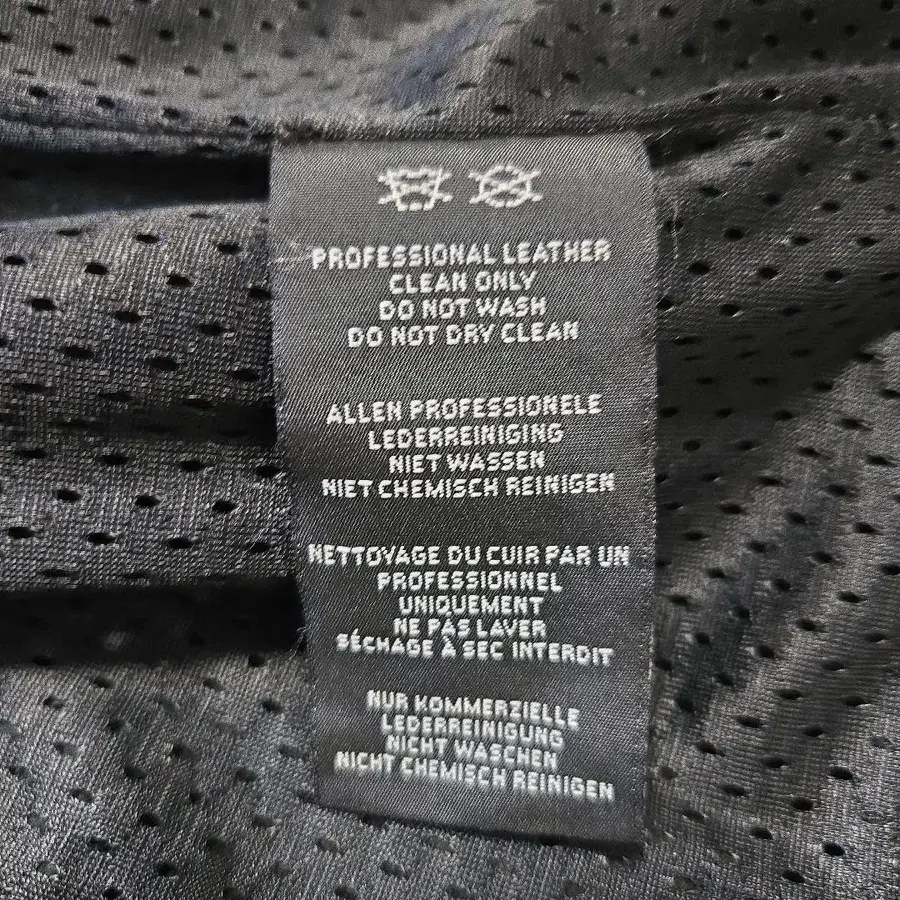 PROFESSIONAL LEATHER
CLEAN ONLY
DO NOT WASH
DO NOT DRY CLEAN
ALLEN PROFESSIONELE
LEDERREINIGING
NIET WASSEN
NIET CHEMISCH REINIGEN
NETTOYAGE DU CUIR PAR UN
PROFESSIONNEL
UNIQUEMENT
NE PAS LAVER
SÉCHAGE À SEC INTERDIT
NUR KOMMERZIELLE
LEDERREINIGUNG
NICHT WASCHEN
NICHT CHEMISCH REINIGEN